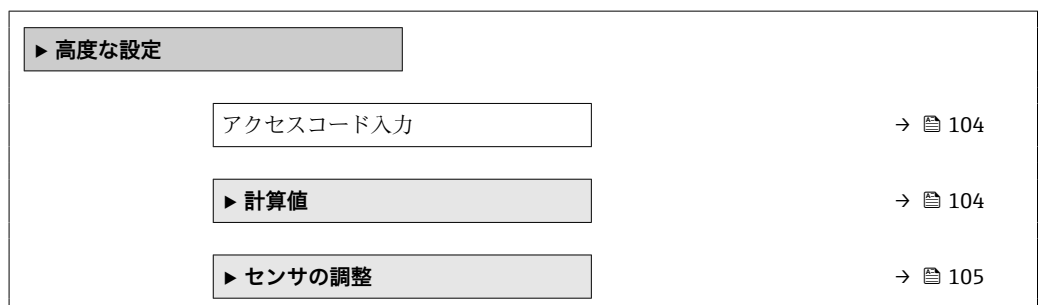 ▶ 高度な設定
アクセスコード入力 → 🖹 104
▶ 計算値 → 🖹 104
▶ センサの調整 → 🖹 105